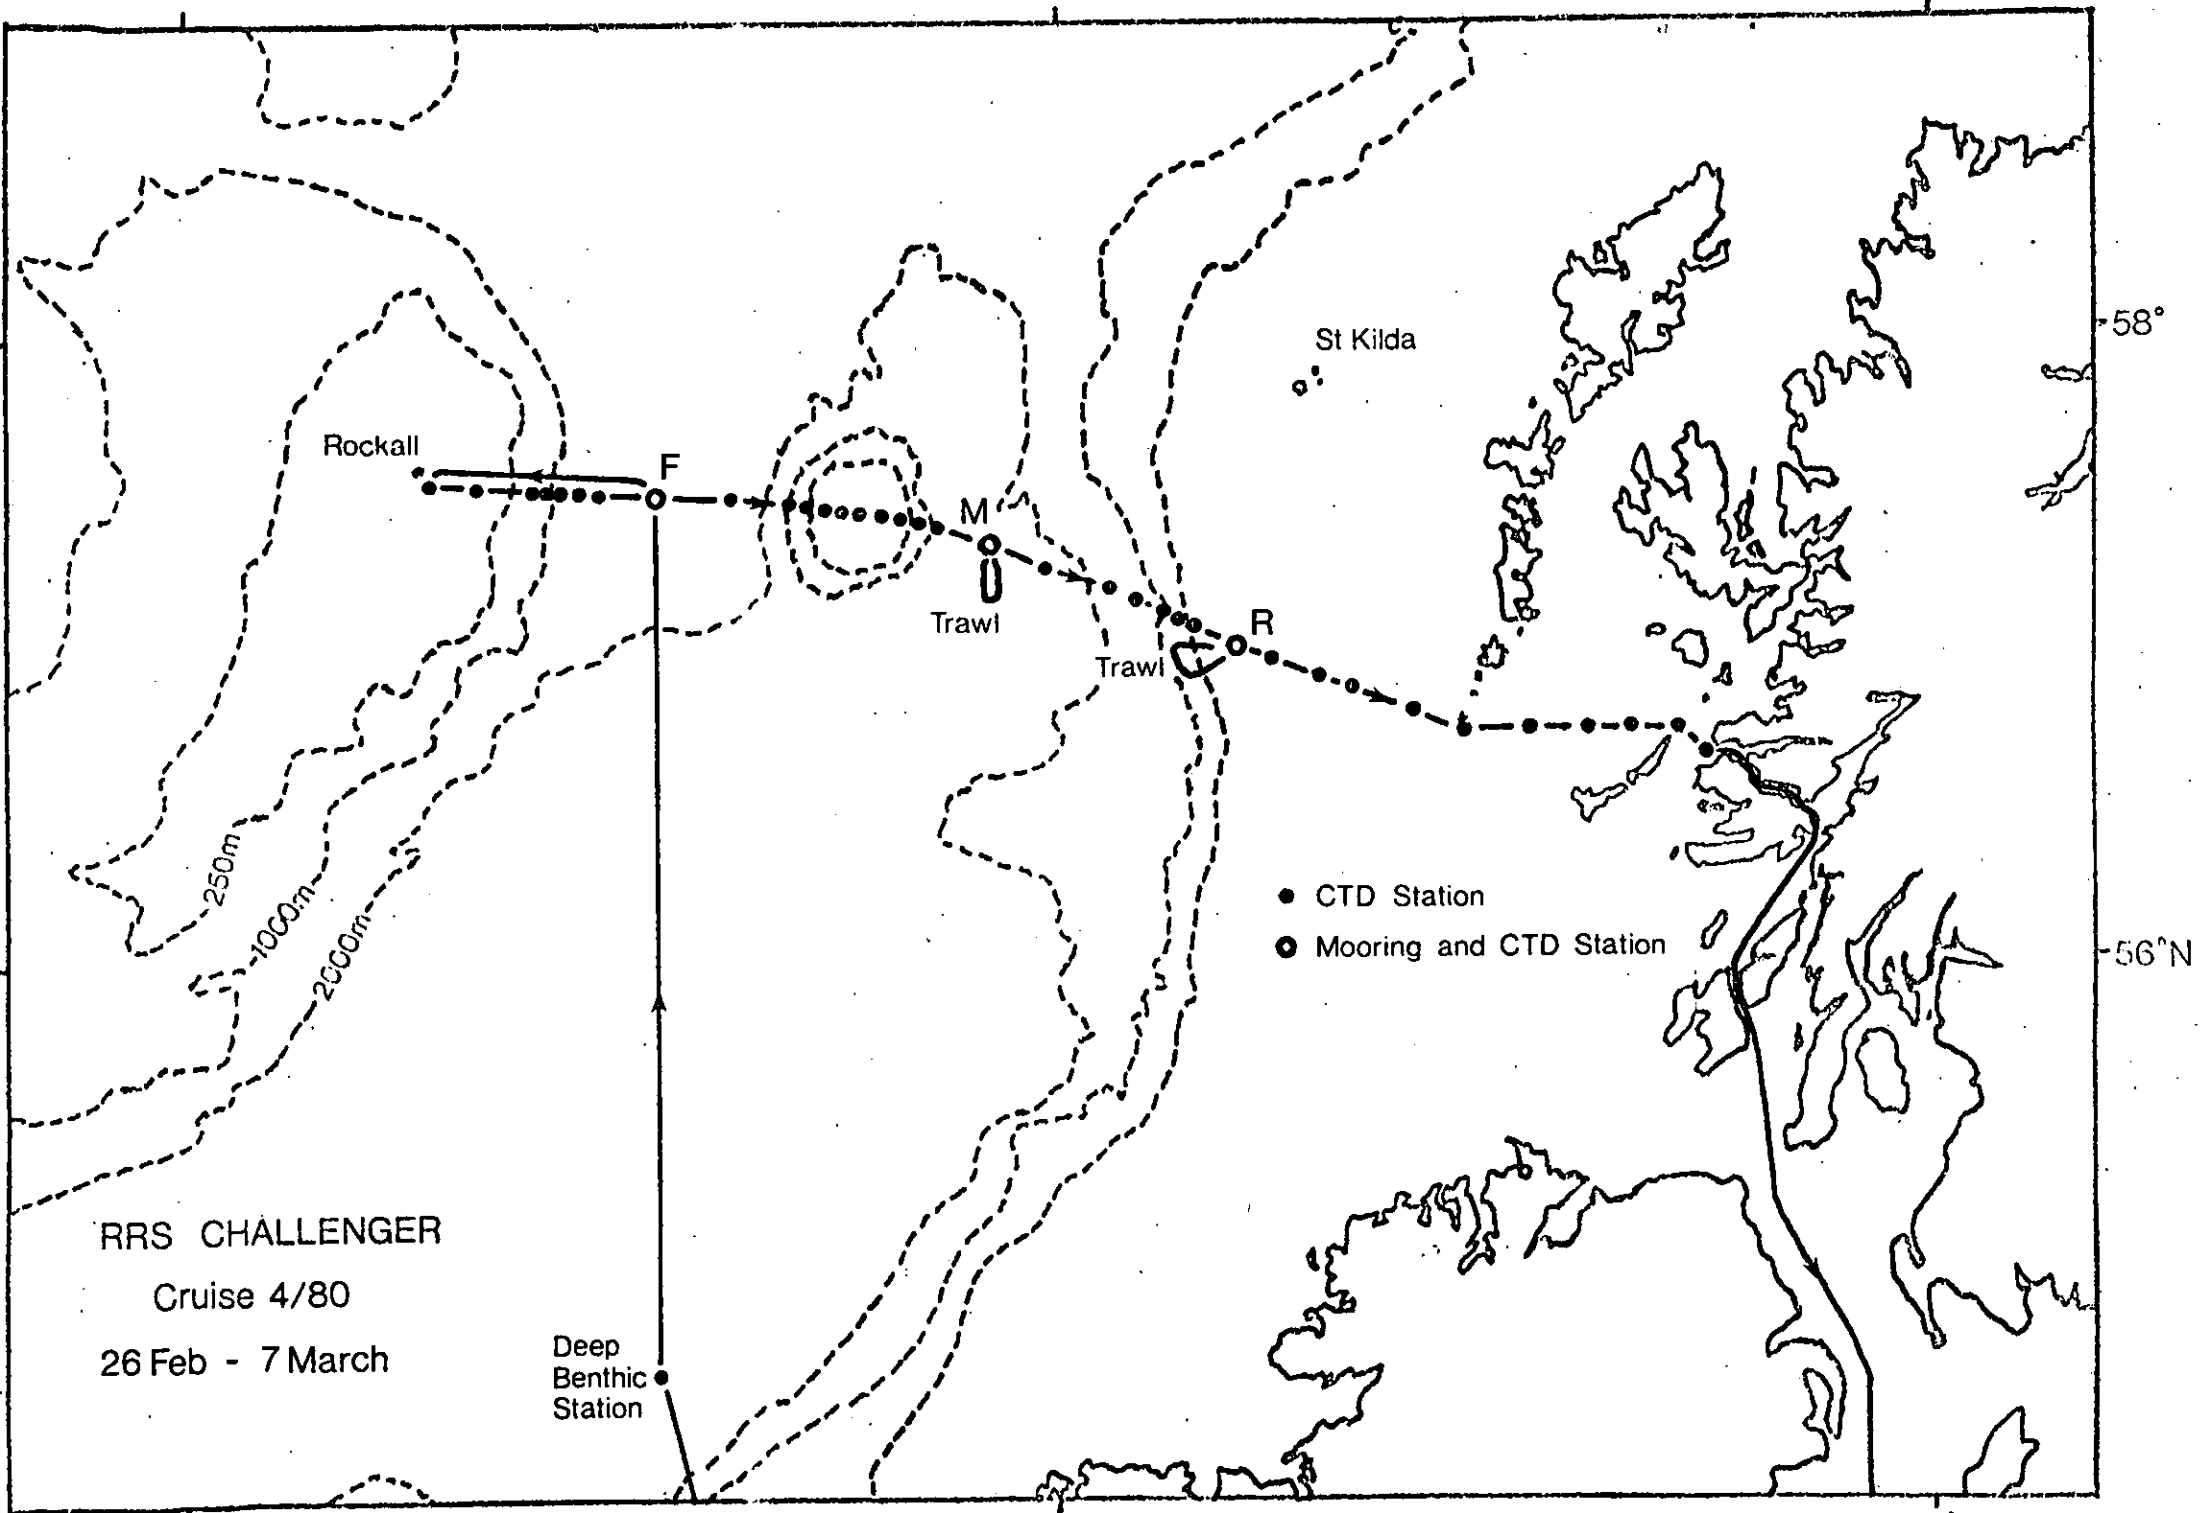 58°
St Kilda
Rockall
F
M
Trawl
R
Trawl
250m
1000m
2000m
CTD Station
Mooring and CTD Station
56°N
RRS CHALLENGER
Cruise 4/80
26 Feb - 7 March
Deep
Benthic
Station